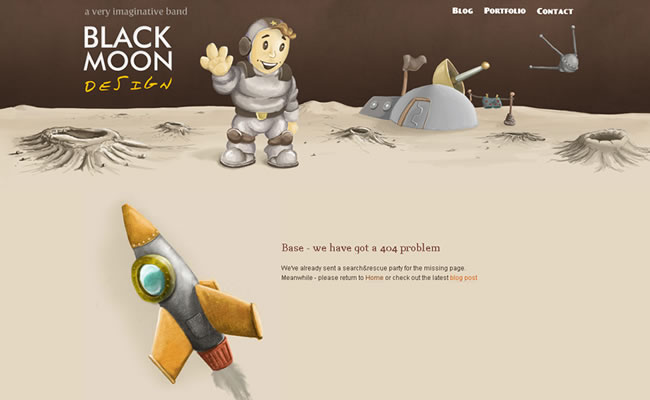 a very imaginative band
Blog Portfolio Contact
BLACK
MOON
DESIGN
Base - we have got a 404 problem
We've already sent a search&rescue party for the missing page.
Meanwhile - please return to Home or check out the latest blog post